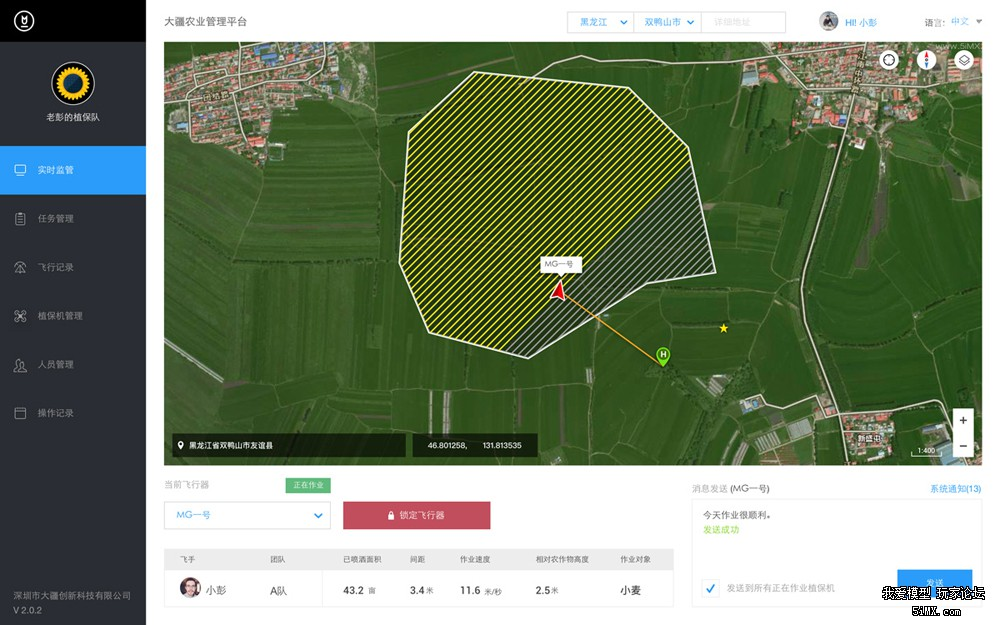 大疆农业管理平台
黑龙江 双鸭山市 详细地址
HI! 小彭
语言: 中文
老彭的植保队
实时监管
任务管理
飞行记录
植保机管理
人员管理
操作记录
深圳市大疆创新科技有限公司
V 2.0.2
www.5iMX
MG一号
H
新盛屯
+
−
1:400
黑龙江省双鸭山市友谊县
46.801258, 131.813535
当前飞行器 正在作业
MG一号
锁定飞行器
飞手 团队 已喷洒面积 间距 作业速度 相对农作物高度 作业对象
小彭 A队 43.2 亩 3.4 米 11.6 米/秒 2.5 米 小麦
消息发送 (MG一号) 系统通知(13)
今天作业很顺利。
发送成功
发送到所有正在作业植保机
发送
我爱模型 玩家论坛
5iMX.com